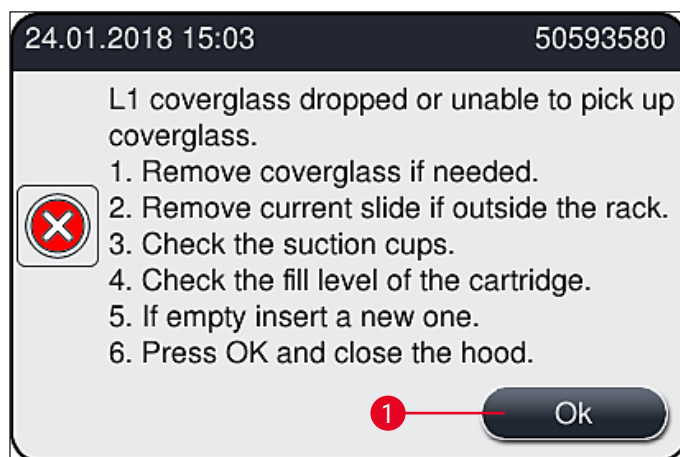 24.01.2018 15:03 50593580
L1 coverglass dropped or unable to pick up
coverglass.
1. Remove coverglass if needed.
2. Remove current slide if outside the rack.
3. Check the suction cups.
4. Check the fill level of the cartridge.
5. If empty insert a new one.
6. Press OK and close the hood.
1 Ok